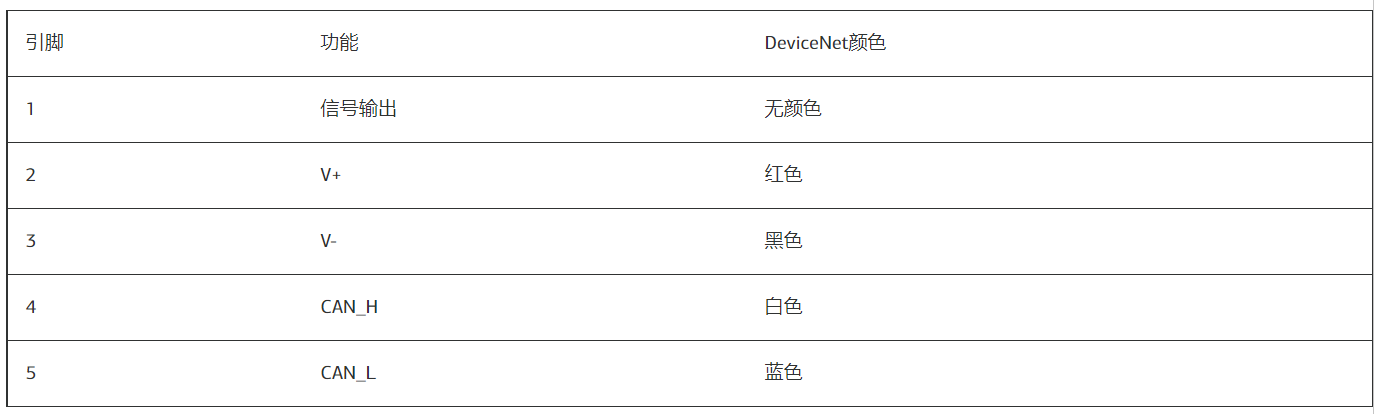 引脚 功能 DeviceNet颜色
1 信号输出 无颜色
2 V+ 红色
3 V- 黑色
4 CAN_H 白色
5 CAN_L 蓝色